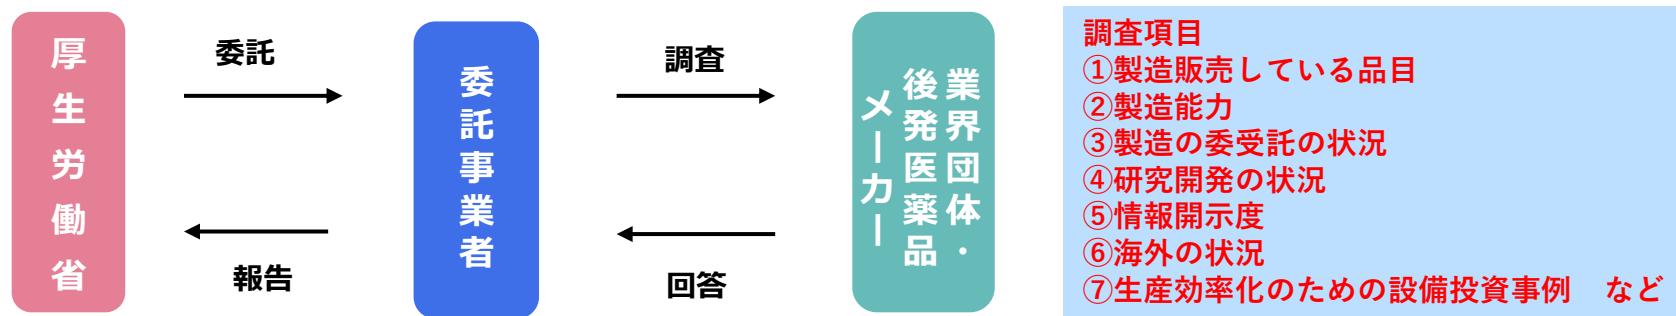 厚生労働省
委託
報告
委託事業者
調査
回答
業界団体・
後発医薬品
メーカー
調査項目
①製造販売している品目
②製造能力
③製造の委受託の状況
④研究開発の状況
⑤情報開示度
⑥海外の状況
⑦生産効率化のための設備投資事例　など